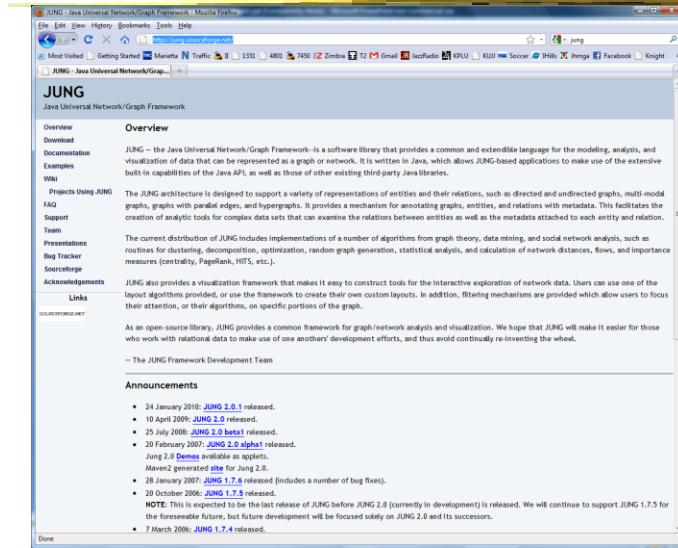 JUNG - Java Universal Network/Graph Framework - Mozilla Firefox
File Edit View History Bookmarks Tools Help
http://jung.sourceforge.net/
jung
Most Visited Getting Started Marietta Traffic II 1331 4801 7450 Zimbra T2 Gmail JazzRadio KPLU KUJJ Soccer IHills ihmga Facebook Knight
JUNG - Java Universal Network/Grap...
JUNG
Java Universal Network/Graph Framework
Overview
Download
Documentation
Examples
Wiki
Projects Using JUNG
FAQ
Support
Team
Presentations
Bug Tracker
Sourceforge
Acknowledgements
Links
SOURCEFORGE.NET
Overview
JUNG — the Java Universal Network/Graph Framework--is a software library that provides a common and extendible language for the modeling, analysis, and
visualization of data that can be represented as a graph or network. It is written in Java, which allows JUNG-based applications to make use of the extensive
built-in capabilities of the Java API, as well as those of other existing third-party Java libraries.
The JUNG architecture is designed to support a variety of representations of entities and their relations, such as directed and undirected graphs, multi-modal
graphs, graphs with parallel edges, and hypergraphs. It provides a mechanism for annotating graphs, entities, and relations with metadata. This facilitates the
creation of analytic tools for complex data sets that can examine the relations between entities as well as the metadata attached to each entity and relation.
The current distribution of JUNG includes implementations of a number of algorithms from graph theory, data mining, and social network analysis, such as
routines for clustering, decomposition, optimization, random graph generation, statistical analysis, and calculation of network distances, flows, and importance
measures (centrality, PageRank, HITS, etc.).
JUNG also provides a visualization framework that makes it easy to construct tools for the interactive exploration of network data. Users can use one of the
layout algorithms provided, or use the framework to create their own custom layouts. In addition, filtering mechanisms are provided which allow users to focus
their attention, or their algorithms, on specific portions of the graph.
As an open-source library, JUNG provides a common framework for graph/network analysis and visualization. We hope that JUNG will make it easier for those
who work with relational data to make use of one anothers' development efforts, and thus avoid continually re-inventing the wheel.
— The JUNG Framework Development Team
Announcements
• 24 January 2010: JUNG 2.0.1 released.
• 10 April 2009: JUNG 2.0 released.
• 25 July 2008: JUNG 2.0 beta1 released.
• 20 February 2007: JUNG 2.0 alpha1 released.
Jung 2.0 Demos available as applets.
Maven2 generated site for Jung 2.0.
• 28 January 2007: JUNG 1.7.6 released (includes a number of bug fixes).
• 20 October 2006: JUNG 1.7.5 released.
NOTE: This is expected to be the last release of JUNG before JUNG 2.0 (currently in development) is released. We will continue to support JUNG 1.7.5 for
the foreseeable future, but future development will be focused solely on JUNG 2.0 and its successors.
• 7 March 2006: JUNG 1.7.4 released.
Done